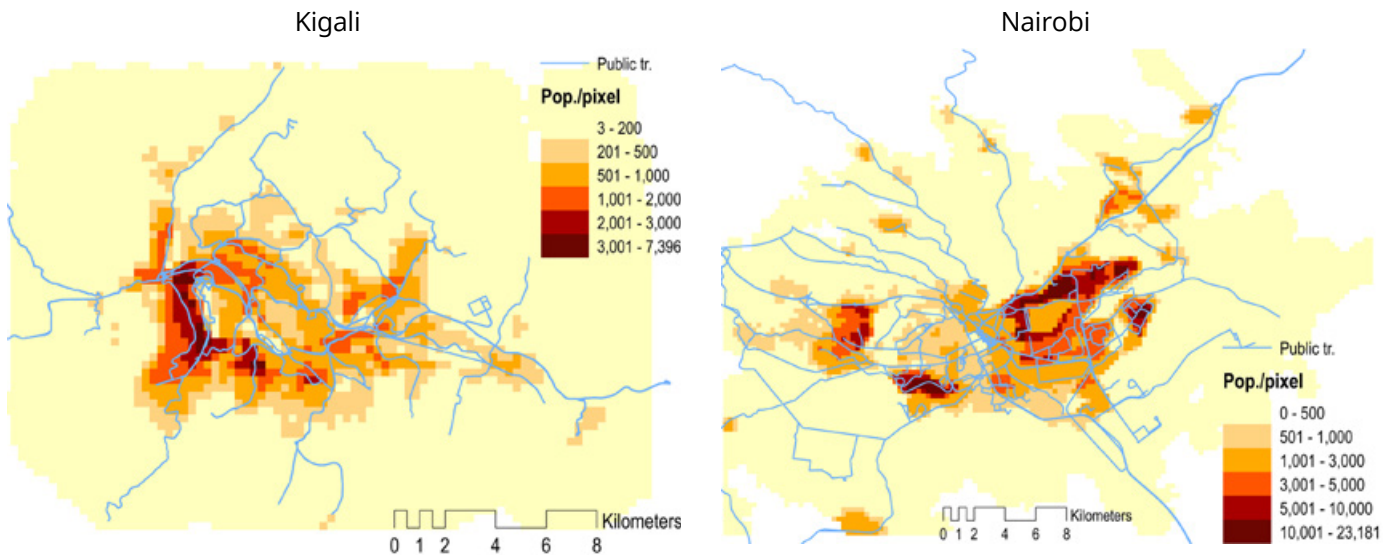 Kigali
Public tr.
Pop./pixel
3 - 200
201 - 500
501 - 1,000
1,001 - 2,000
2,001 - 3,000
3,001 - 7,396
Kilometers
0 1 2 4 6 8
Nairobi
Public tr.
Pop./pixel
0 - 500
501 - 1,000
1,001 - 3,000
3,001 - 5,000
5,001 - 10,000
10,001 - 23,181
Kilometers
0 1 2 4 6 8